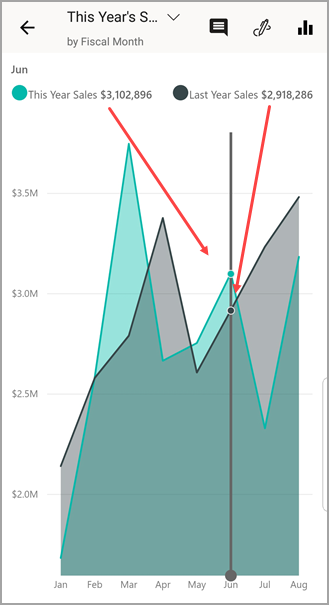 This Year's S...
by Fiscal Month
Jun
This Year Sales $3,102,896 Last Year Sales $2,918,286
$3.5M
$3.0M
$2.5M
$2.0M
Jan Feb Mar Apr May Jun Jul Aug